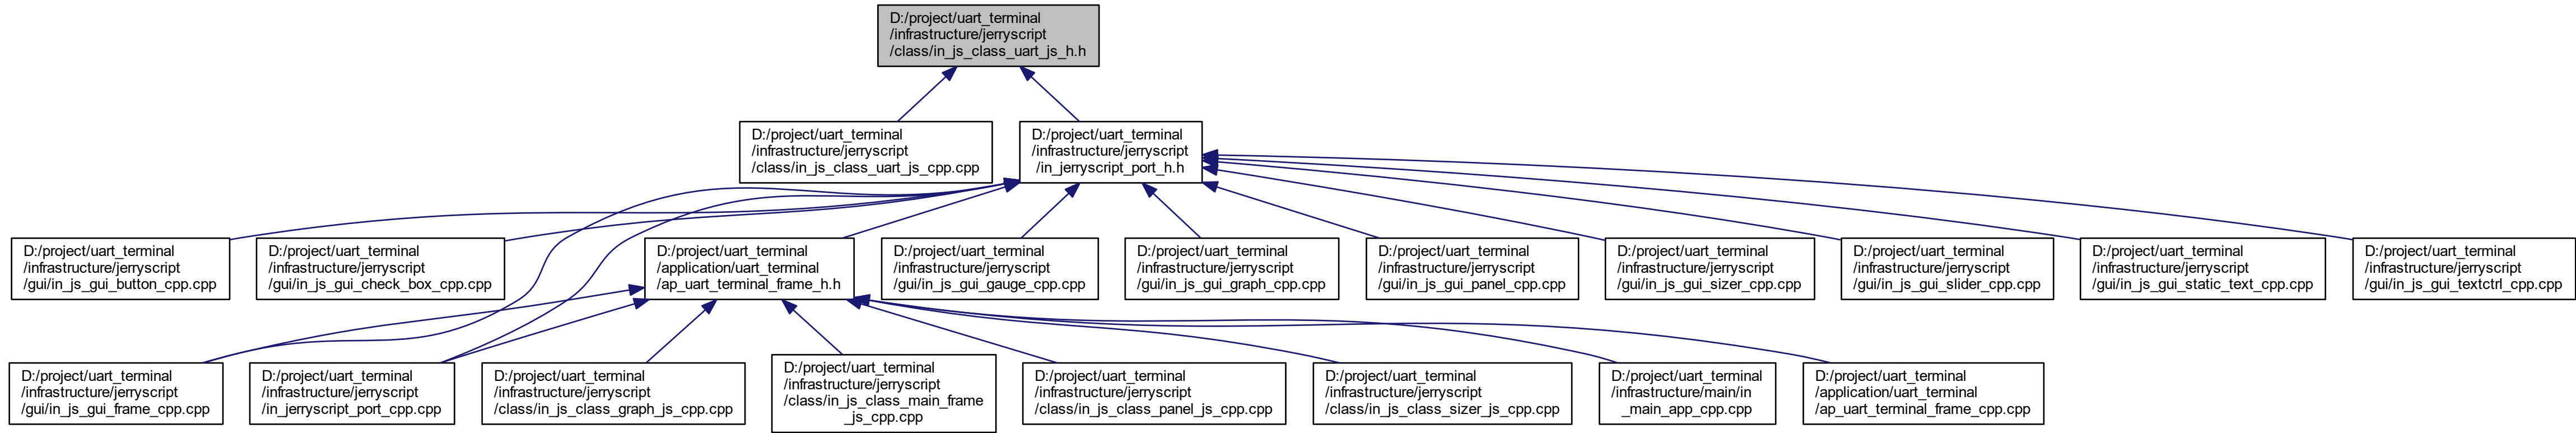 D:/project/uart_terminal
/infrastructure/jerryscript
/class/in_js_class_uart_js_h.h
D:/project/uart_terminal
/infrastructure/jerryscript
/class/in_js_class_uart_js_cpp.cpp
D:/project/uart_terminal
/infrastructure/jerryscript
/in_jerryscript_port_h.h
D:/project/uart_terminal
/infrastructure/jerryscript
/gui/in_js_gui_button_cpp.cpp
D:/project/uart_terminal
/infrastructure/jerryscript
/gui/in_js_gui_check_box_cpp.cpp
D:/project/uart_terminal
/application/uart_terminal
/ap_uart_terminal_frame_h.h
D:/project/uart_terminal
/infrastructure/jerryscript
/gui/in_js_gui_gauge_cpp.cpp
D:/project/uart_terminal
/infrastructure/jerryscript
/gui/in_js_gui_graph_cpp.cpp
D:/project/uart_terminal
/infrastructure/jerryscript
/gui/in_js_gui_panel_cpp.cpp
D:/project/uart_terminal
/infrastructure/jerryscript
/gui/in_js_gui_sizer_cpp.cpp
D:/project/uart_terminal
/infrastructure/jerryscript
/gui/in_js_gui_slider_cpp.cpp
D:/project/uart_terminal
/infrastructure/jerryscript
/gui/in_js_gui_static_text_cpp.cpp
D:/project/uart_terminal
/infrastructure/jerryscript
/gui/in_js_gui_textctrl_cpp.cpp
D:/project/uart_terminal
/infrastructure/jerryscript
/gui/in_js_gui_frame_cpp.cpp
D:/project/uart_terminal
/infrastructure/jerryscript
/in_jerryscript_port_cpp.cpp
D:/project/uart_terminal
/infrastructure/jerryscript
/class/in_js_class_graph_js_cpp.cpp
D:/project/uart_terminal
/infrastructure/jerryscript
/class/in_js_class_main_frame
_js_cpp.cpp
D:/project/uart_terminal
/infrastructure/jerryscript
/class/in_js_class_panel_js_cpp.cpp
D:/project/uart_terminal
/infrastructure/jerryscript
/class/in_js_class_sizer_js_cpp.cpp
D:/project/uart_terminal
/infrastructure/main/in
_main_app_cpp.cpp
D:/project/uart_terminal
/application/uart_terminal
/ap_uart_terminal_frame_cpp.cpp